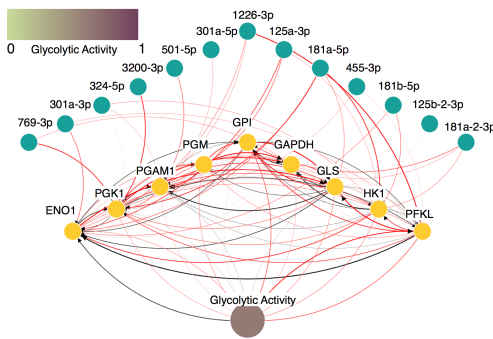 0 Glycolytic Activity 1
1226-3p
301a-5p
125a-3p
501-5p
181a-5p
3200-3p
455-3p
324-5p
181b-5p
301a-3p
125b-2-3p
769-3p
181a-2-3p
GPI
PGM
GAPDH
PGAM1
GLS
PGK1
HK1
ENO1
PFKL
Glycolytic Activity